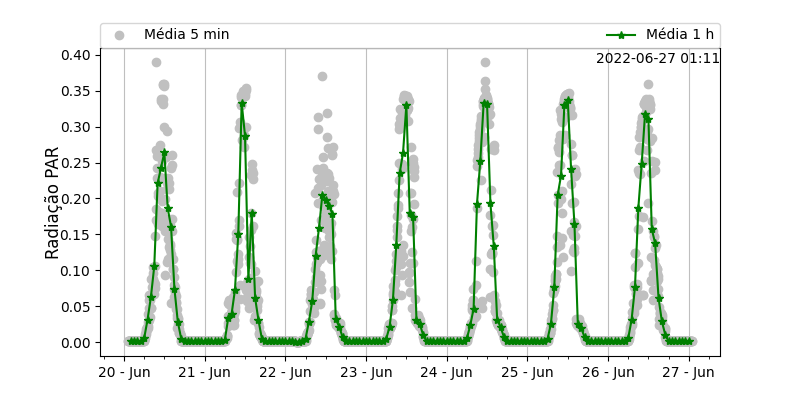 Média 5 min
Média 1 h
2022-06-27 01:11
Radiação PAR
0.40
0.35
0.30
0.25
0.20
0.15
0.10
0.05
0.00
20 - Jun 21 - Jun 22 - Jun 23 - Jun 24 - Jun 25 - Jun 26 - Jun 27 - Jun